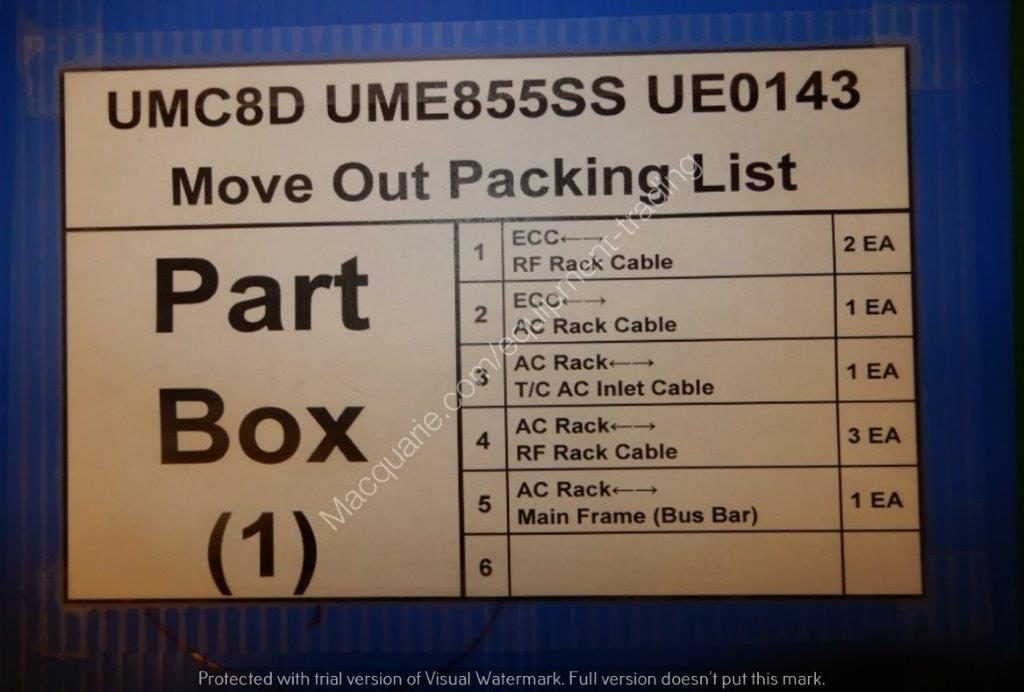 UMC8D UME855SS UE0143
Move Out Packing List
Part
Box
(1)
1 ECC←→ 2 EA
RF Rack Cable
2 ECC←→ 1 EA
AC Rack Cable
3 AC Rack←→ 1 EA
T/C AC Inlet Cable
4 AC Rack←→ 3 EA
RF Rack Cable
5 AC Rack←→ 1 EA
Main Frame (Bus Bar)
6
Macquarie.com/equipment-trading
Protected with trial version of Visual Watermark. Full version doesn't put this mark.